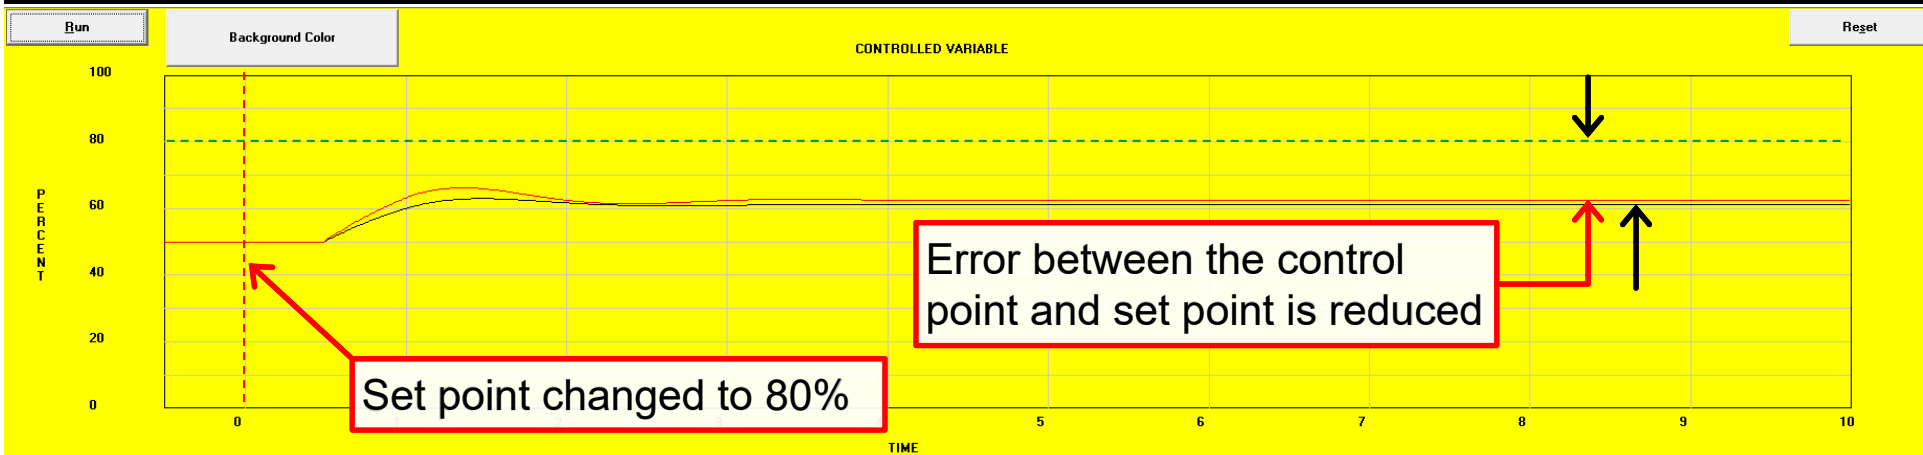 Run
Background Color
Reset
CONTROLLED VARIABLE
100
80
60
40
20
0
PERCENT
Error between the control
point and set point is reduced
Set point changed to 80%
0
5
6
7
8
9
10
TIME